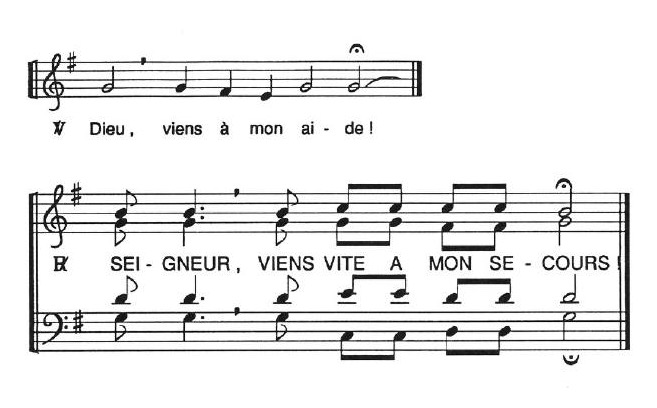 ℣ Dieu, viens à mon ai - de !
℟ SEI - GNEUR, VIENS VITE A MON SE - COURS !